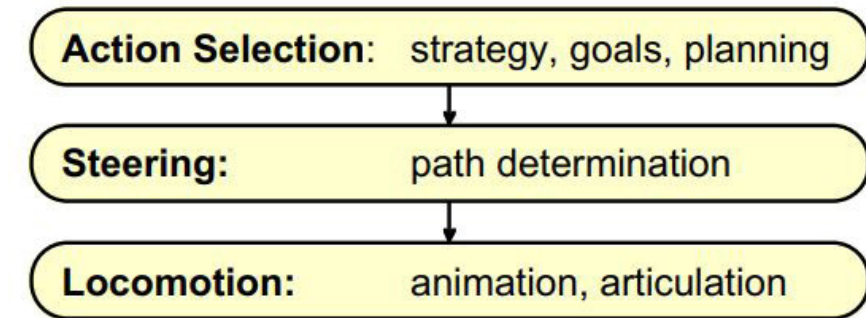 Action Selection: strategy, goals, planning
Steering: path determination
Locomotion: animation, articulation